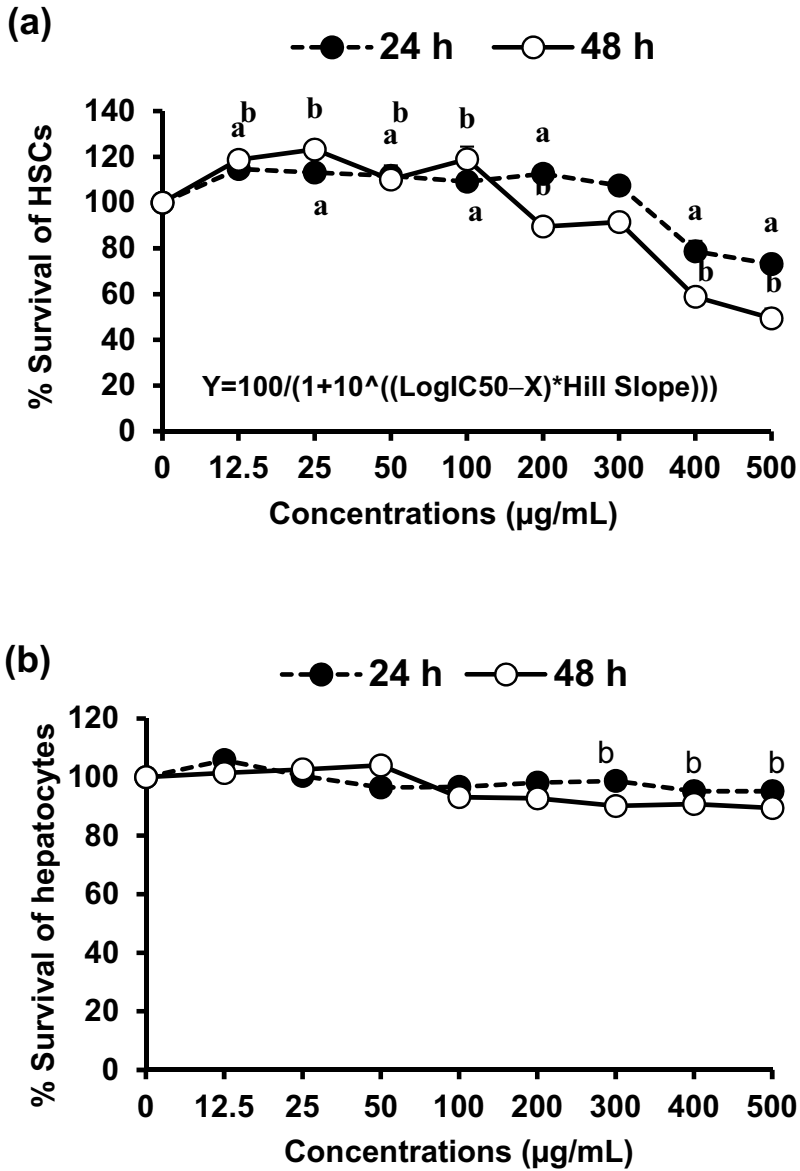 (a)
24 h 48 h
% Survival of HSCs
140
120
100
80
60
40
20
0
a b b a b b a
a a b a a
b b
Y=100/(1+10^((LogIC50–X)*Hill Slope)))
0 12.5 25 50 100 200 300 400 500
Concentrations (µg/mL)
(b)
24 h 48 h
% Survival of hepatocytes
120
100
80
60
40
20
0
b b b
0 12.5 25 50 100 200 300 400 500
Concentrations (µg/mL)